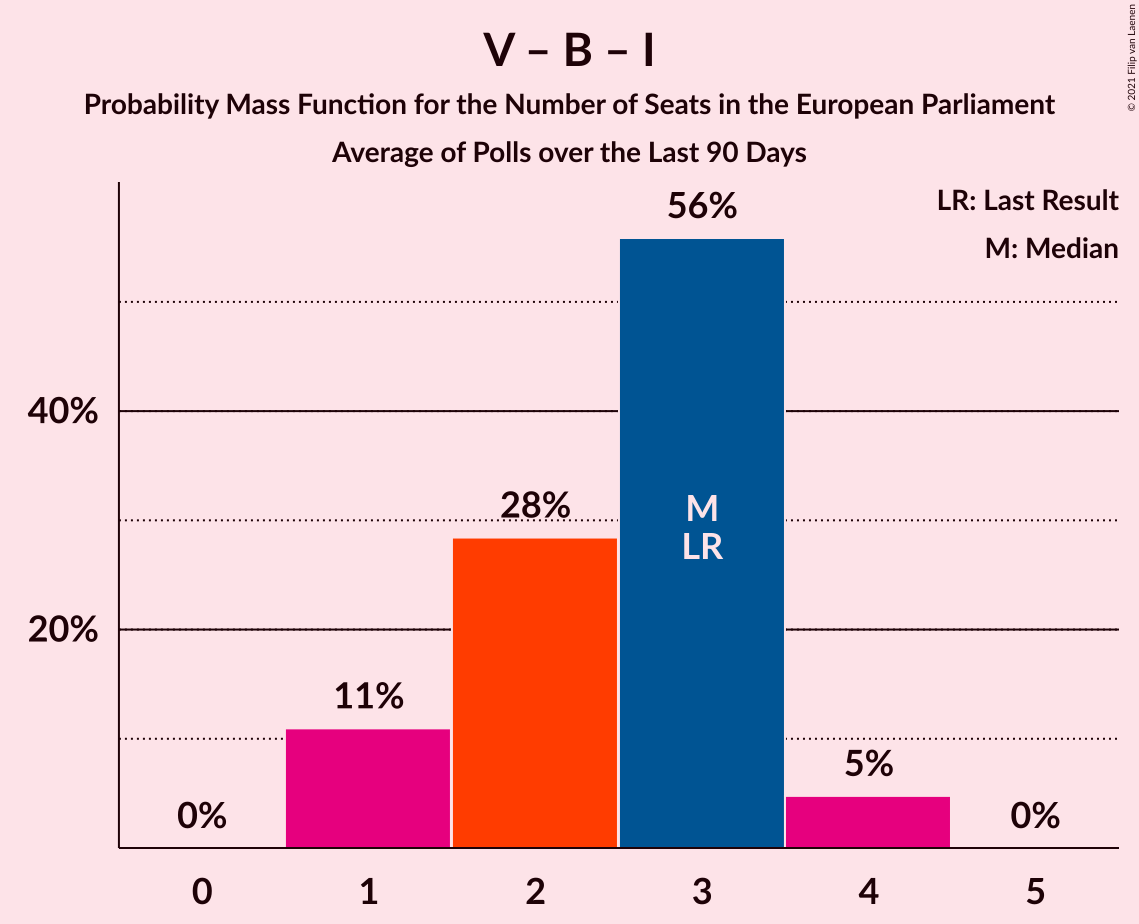 V – B – I
Probability Mass Function for the Number of Seats in the European Parliament
Average of Polls over the Last 90 Days
© 2021 Filip van Laenen
LR: Last Result
M: Median
56%
40%
28%
M
LR
20%
11%
5%
0%
0%
0 1 2 3 4 5